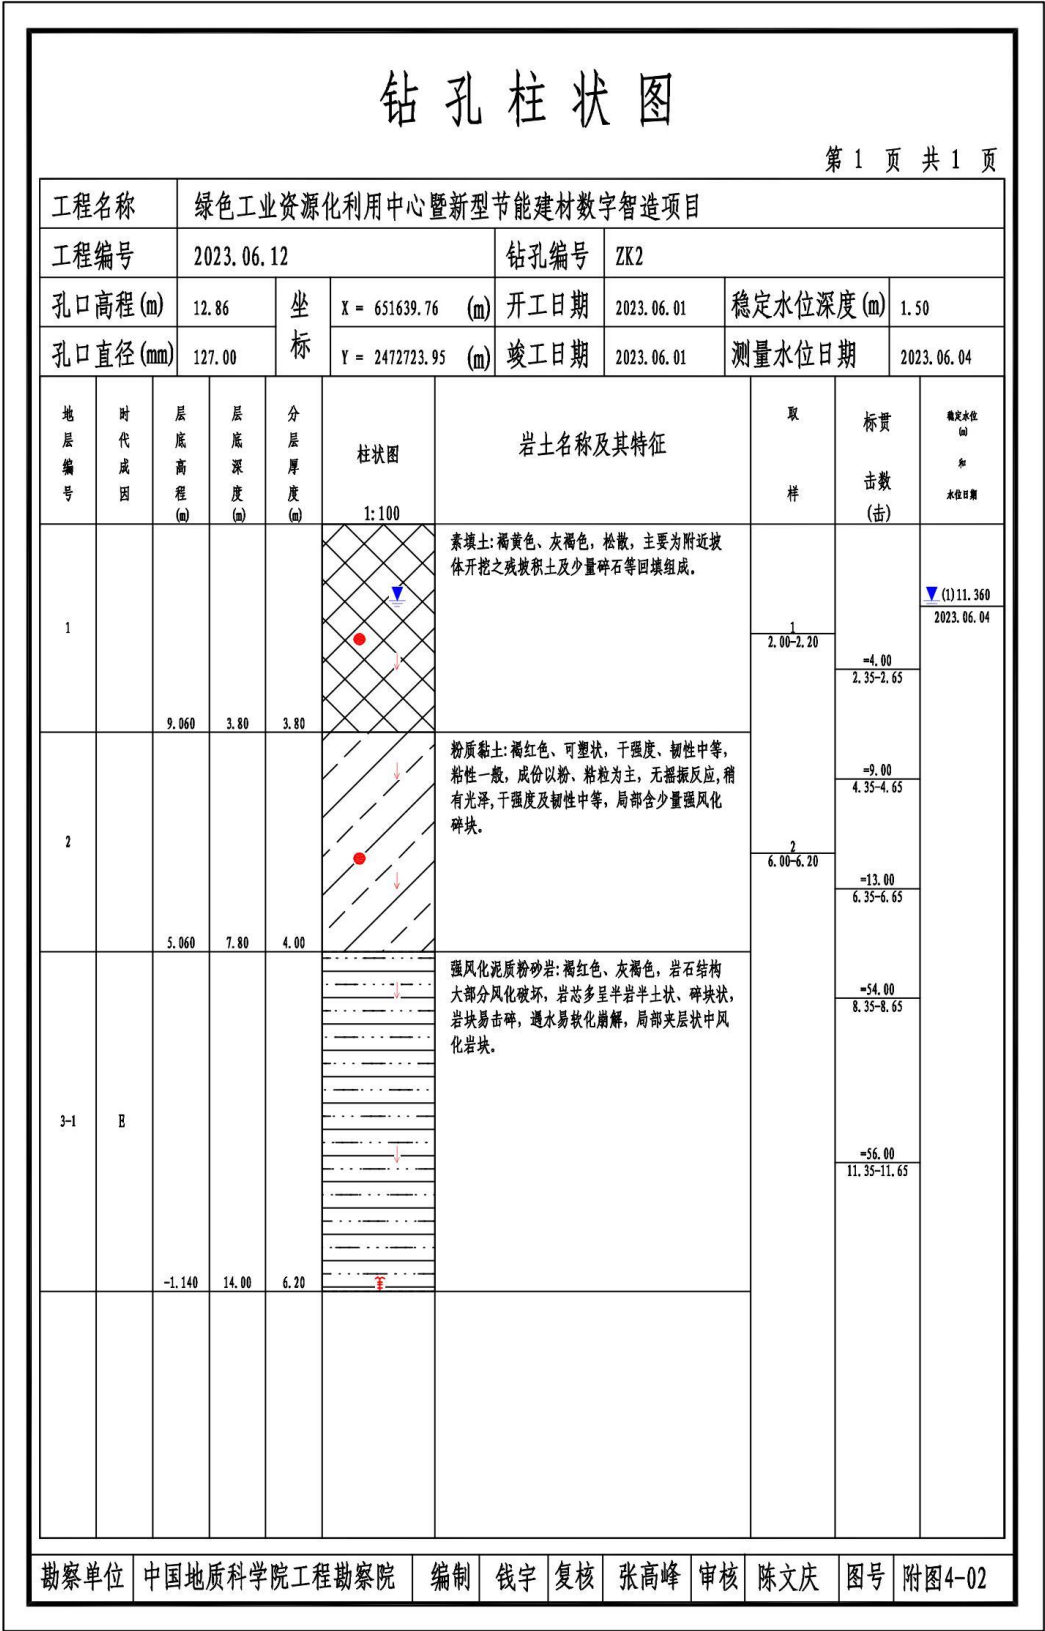 钻孔柱状图
第 1 页 共 1 页
工程名称 绿色工业资源化利用中心暨新型节能建材数字智造项目
工程编号 2023.06.12 钻孔编号 ZK2
孔口高程(m) 12.86 坐标 X = 651639.76 (m) 开工日期 2023.06.01 稳定水位深度(m) 1.50
孔口直径(mm) 127.00 Y = 2472723.95 (m) 竣工日期 2023.06.01 测量水位日期 2023.06.04
地层编号 时代成因 层底高程(m) 层底深度(m) 分层厚度(m) 柱状图 1:100 岩土名称及其特征 取样 标贯击数(击) 稳定水位(m)和水位日期
素填土:褐黄色、灰褐色，松散，主要为附近坡
体开挖之残坡积土及少量碎石等回填组成。
(1)11.360
2023.06.04
1
1
2.00-2.20
=4.00
2.35-2.65
9.060 3.80 3.80
粉质黏土:褐红色、可塑状，干强度、韧性中等，
粘性一般，成份以粉、粘粒为主，无摇振反应,稍
有光泽,干强度及韧性中等，局部含少量强风化
碎块。
=9.00
4.35-4.65
2
2
6.00-6.20
=13.00
6.35-6.65
5.060 7.80 4.00
强风化泥质粉砂岩:褐红色、灰褐色，岩石结构
大部分风化破坏，岩芯多呈半岩半土状、碎块状，
岩块易击碎，遇水易软化崩解，局部夹层状中风
化岩块。
=54.00
8.35-8.65
3-1 E
=56.00
11.35-11.65
-1.140 14.00 6.20
勘察单位 中国地质科学院工程勘察院 编制 钱宇 复核 张高峰 审核 陈文庆 图号 附图4-02